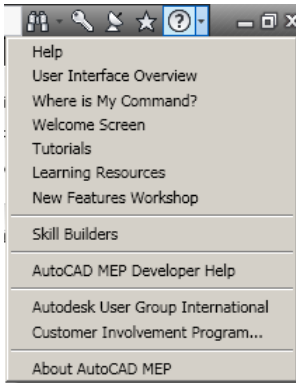 Help
User Interface Overview
Where is My Command?
Welcome Screen
Tutorials
Learning Resources
New Features Workshop
Skill Builders
AutoCAD MEP Developer Help
Autodesk User Group International
Customer Involvement Program...
About AutoCAD MEP